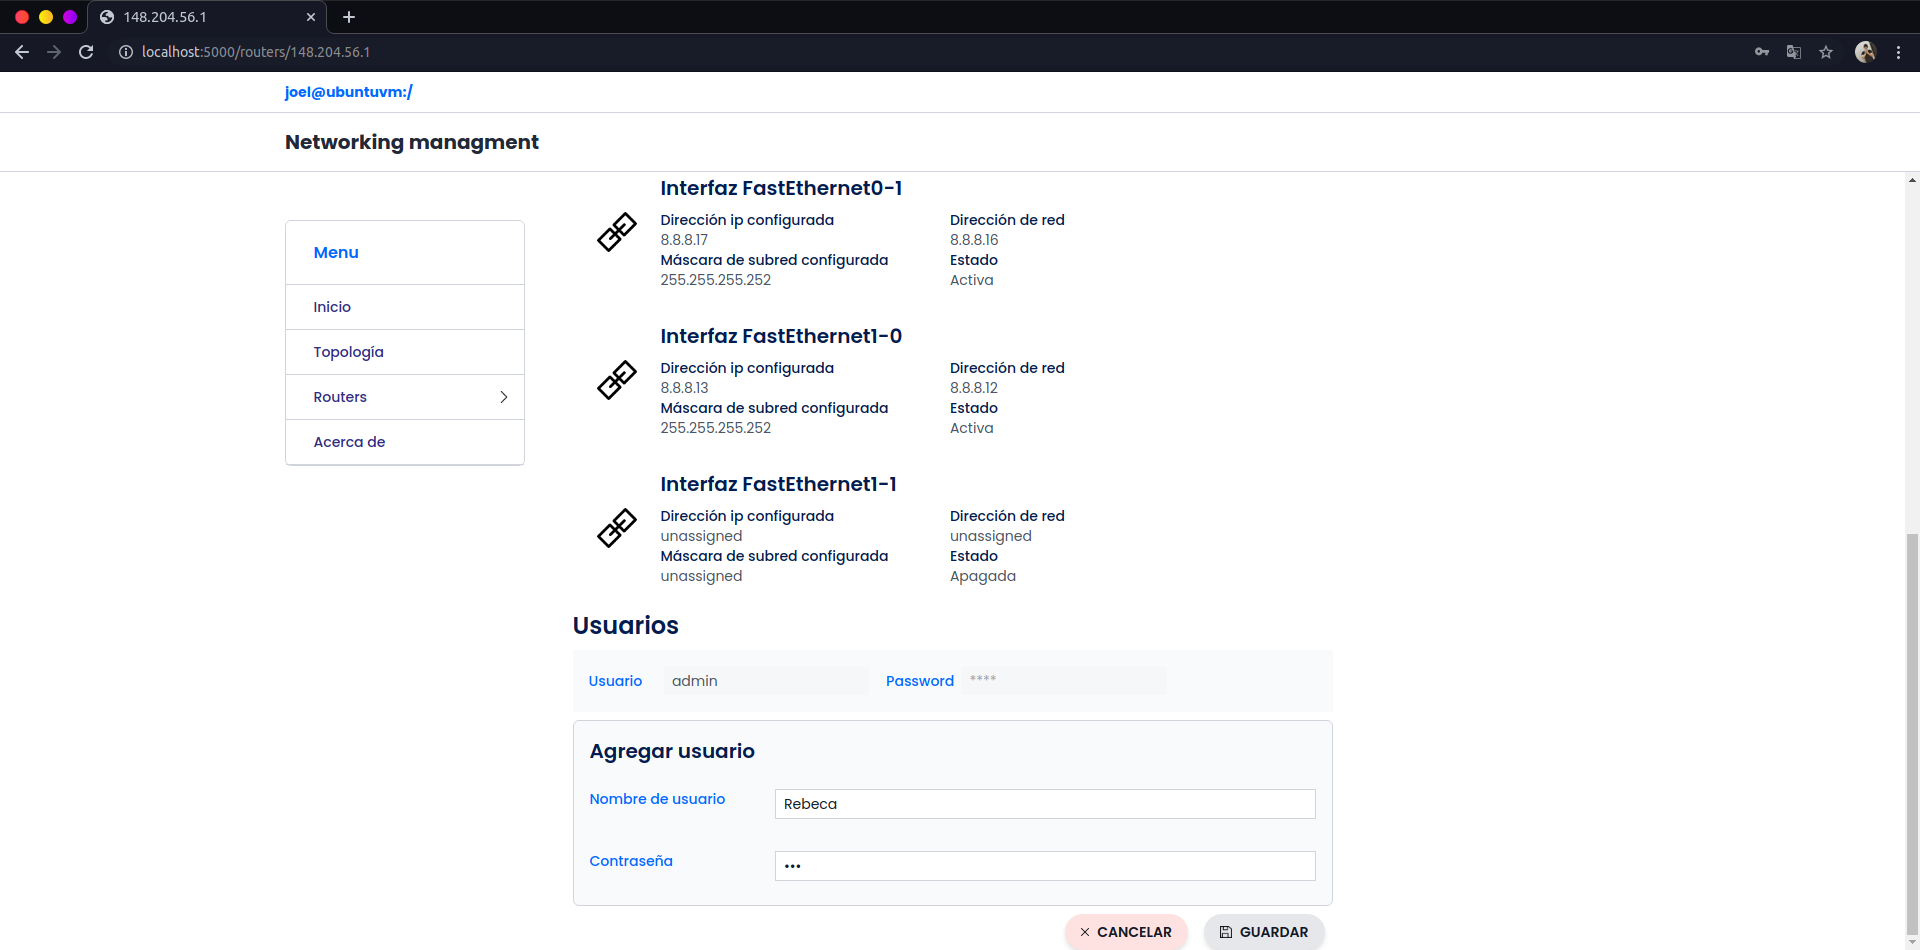 148.204.56.1
localhost:5000/routers/148.204.56.1
joel@ubuntuvm:/
Networking managment
Menu
Inicio
Topología
Routers
Acerca de
Interfaz FastEthernet0-1
Dirección ip configurada
8.8.8.17
Máscara de subred configurada
255.255.255.252
Dirección de red
8.8.8.16
Estado
Activa
Interfaz FastEthernet1-0
Dirección ip configurada
8.8.8.13
Máscara de subred configurada
255.255.255.252
Dirección de red
8.8.8.12
Estado
Activa
Interfaz FastEthernet1-1
Dirección ip configurada
unassigned
Máscara de subred configurada
unassigned
Dirección de red
unassigned
Estado
Apagada
Usuarios
Usuario admin Password ****
Agregar usuario
Nombre de usuario Rebeca
Contraseña •••
CANCELAR GUARDAR